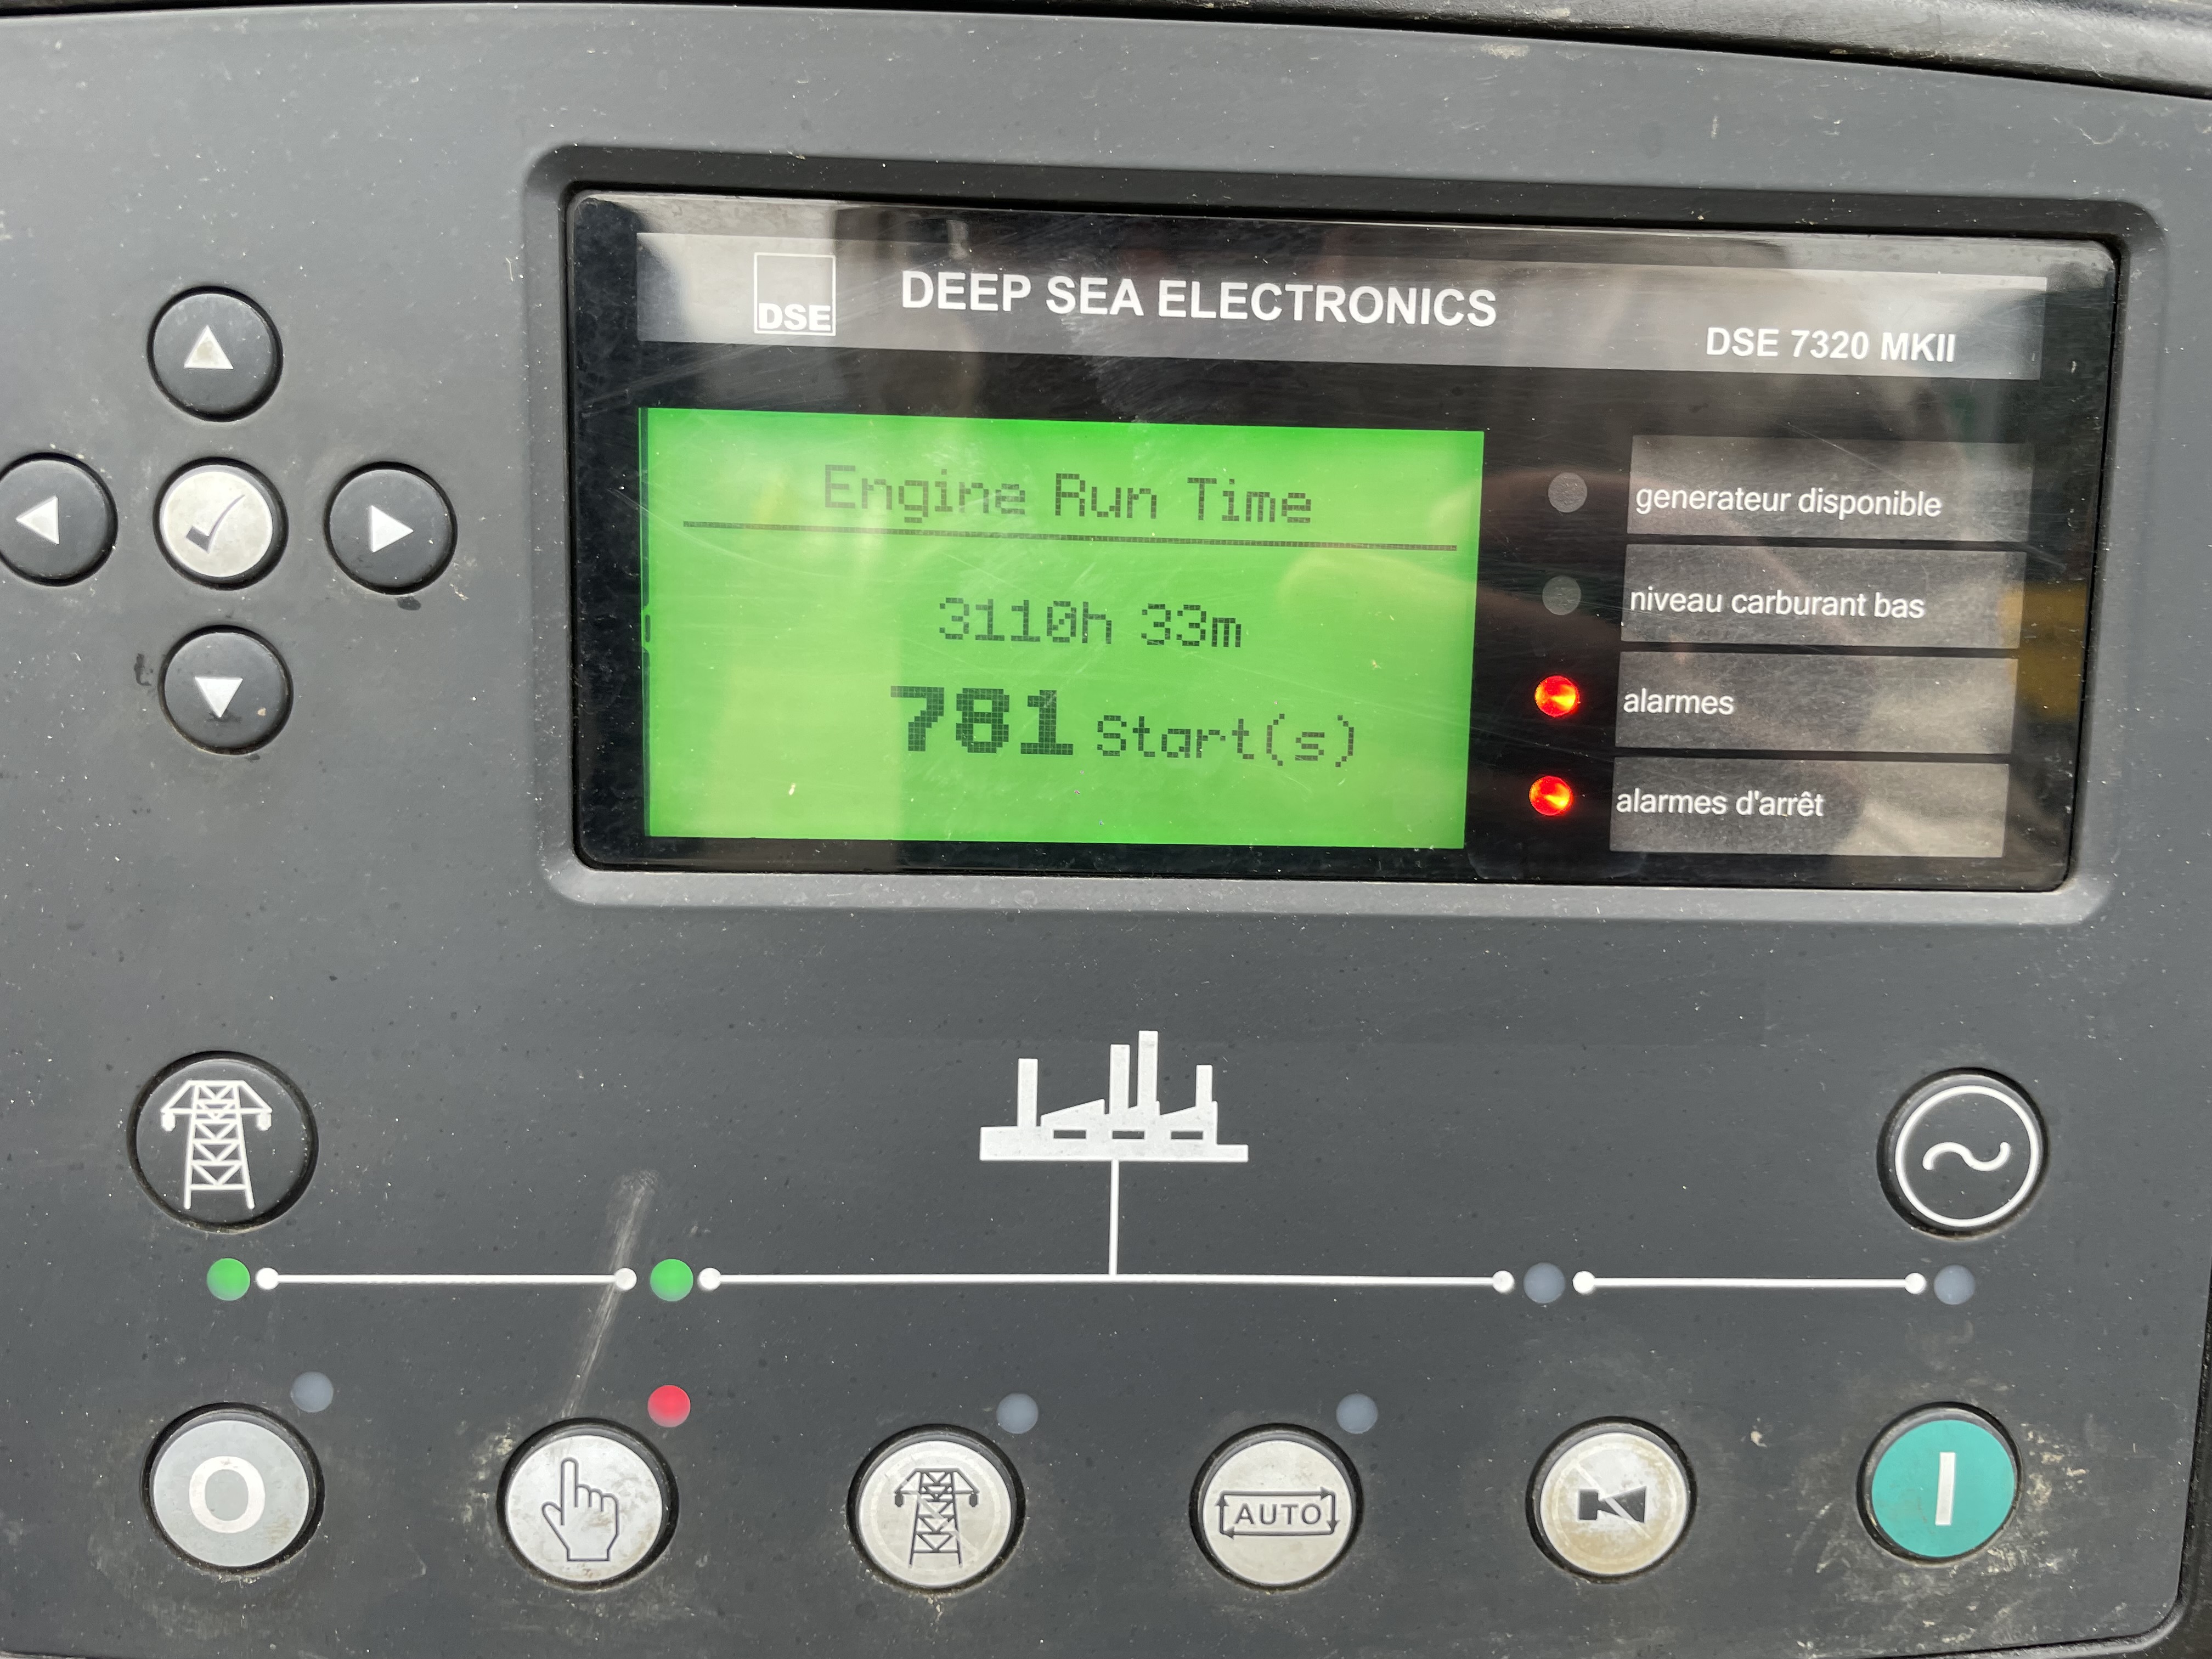 DSE
DEEP SEA ELECTRONICS
DSE 7320 MKII
Engine Run Time
3110h 33m
781 Start(s)
generateur disponible
niveau carburant bas
alarmes
alarmes d'arrêt
O
AUTO
I